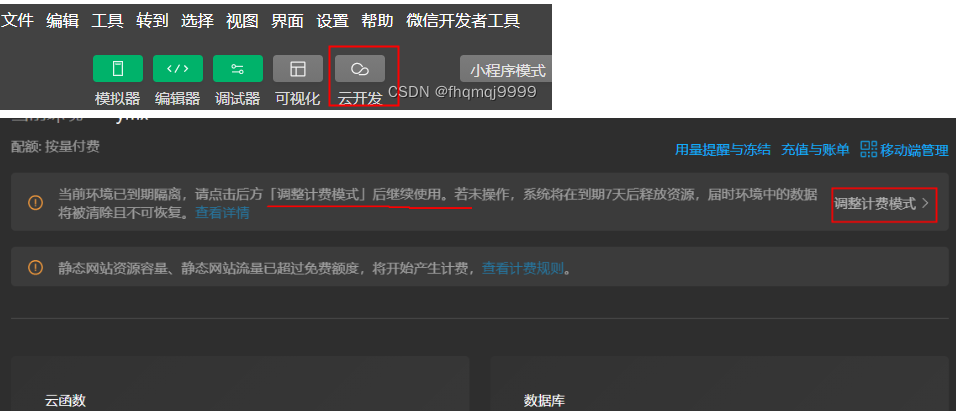 文件 编辑 工具 转到 选择 视图 界面 设置 帮助 微信开发者工具
模拟器 编辑器 调试器 可视化 云开发 小程序模式
CSDN @fhqmqj9999
配额: 按量付费
用量提醒与冻结 充值与账单 移动端管理
当前环境已到期隔离，请点击后方「调整计费模式」后继续使用。若未操作，系统将在到期7天后释放资源，届时环境中的数据
将被清除且不可恢复。查看详情
调整计费模式 >
静态网站资源容量、静态网站流量已超过免费额度，将开始产生计费，查看计费规则。
云函数 数据库